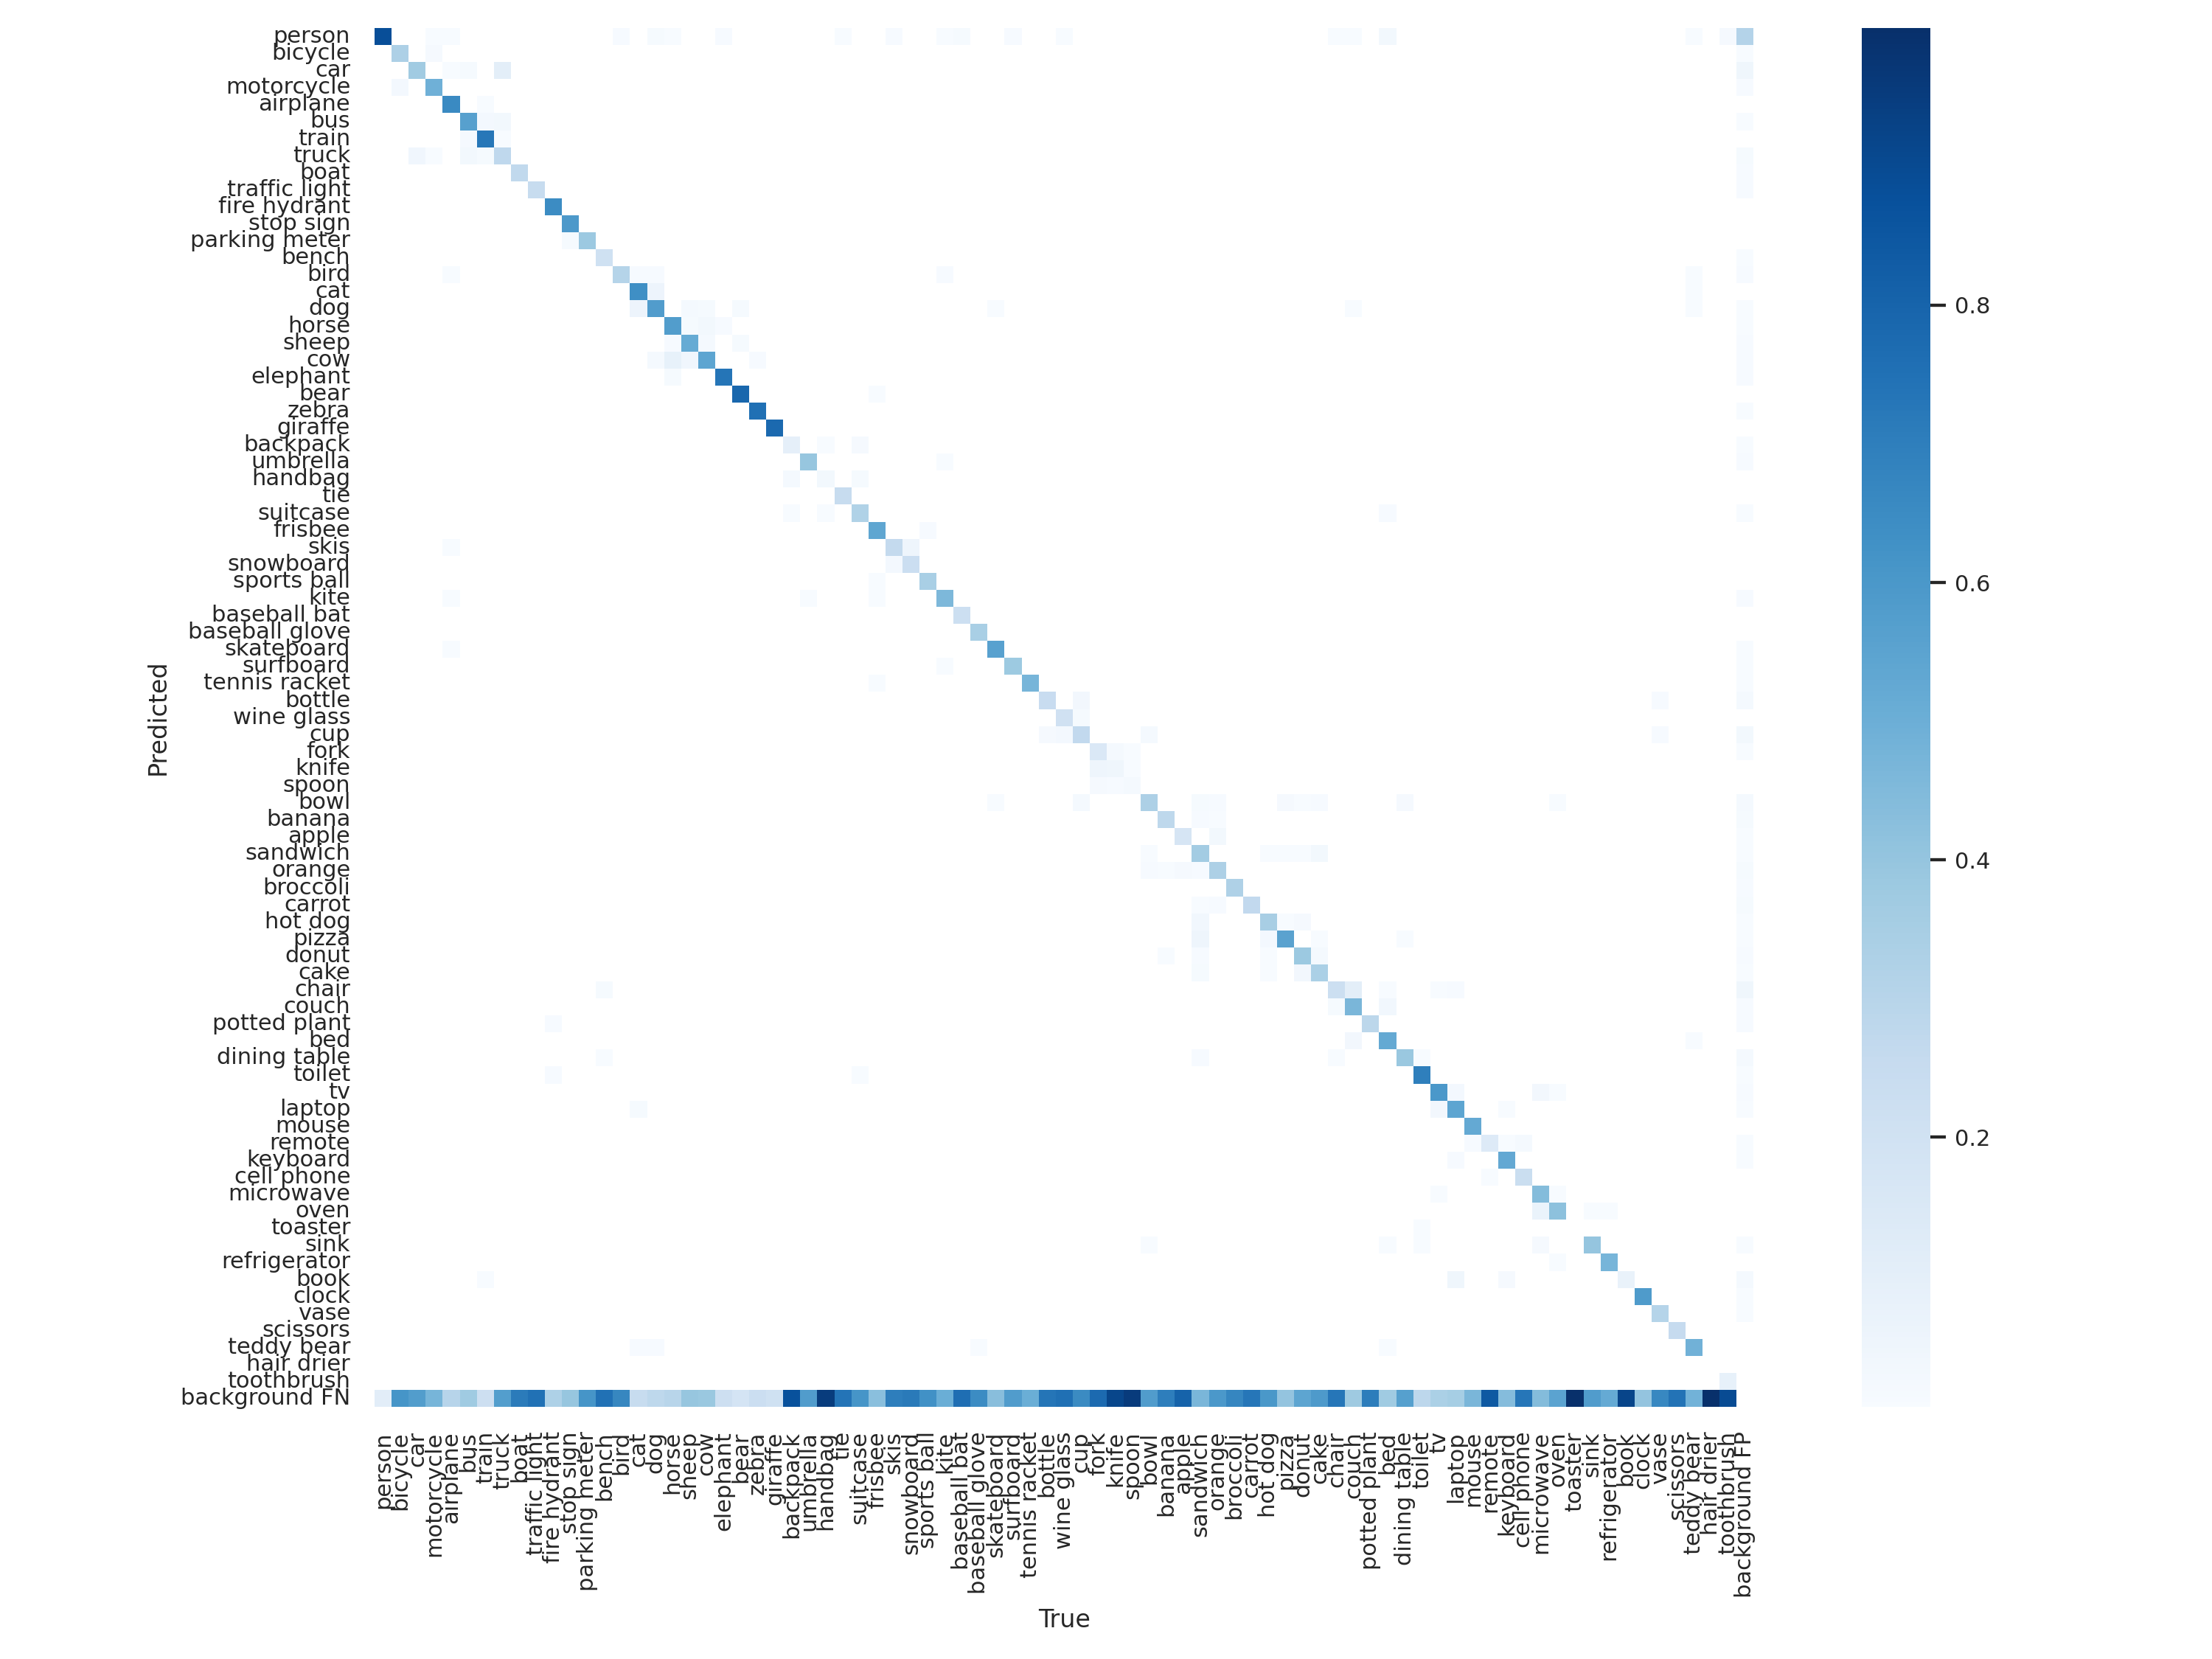 person
bicycle
car
motorcycle
airplane
bus
train
truck
boat
traffic light
fire hydrant
stop sign
parking meter
bench
bird
cat
dog
horse
sheep
cow
elephant
bear
zebra
giraffe
backpack
umbrella
handbag
tie
suitcase
frisbee
skis
snowboard
sports ball
kite
baseball bat
baseball glove
skateboard
surfboard
tennis racket
bottle
wine glass
cup
fork
knife
spoon
bowl
banana
apple
sandwich
orange
broccoli
carrot
hot dog
pizza
donut
cake
chair
couch
potted plant
bed
dining table
toilet
tv
laptop
mouse
remote
keyboard
cell phone
microwave
oven
toaster
sink
refrigerator
book
clock
vase
scissors
teddy bear
hair drier
toothbrush
background FN
Predicted
person
bicycle
car
motorcycle
airplane
bus
train
truck
boat
traffic light
fire hydrant
stop sign
parking meter
bench
bird
cat
dog
horse
sheep
cow
elephant
bear
zebra
giraffe
backpack
umbrella
handbag
tie
suitcase
frisbee
skis
snowboard
sports ball
kite
baseball bat
baseball glove
skateboard
surfboard
tennis racket
bottle
wine glass
cup
fork
knife
spoon
bowl
banana
apple
sandwich
orange
broccoli
carrot
hot dog
pizza
donut
cake
chair
couch
potted plant
bed
dining table
toilet
tv
laptop
mouse
remote
keyboard
cell phone
microwave
oven
toaster
sink
refrigerator
book
clock
vase
scissors
teddy bear
hair drier
toothbrush
background FP
True
0.8
0.6
0.4
0.2